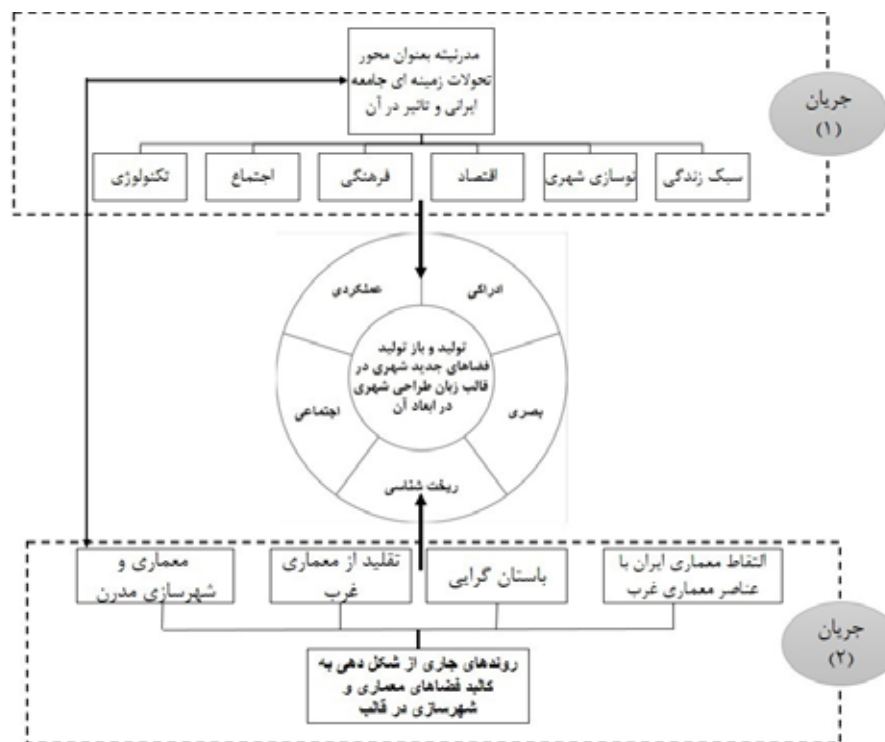 مدرنیته بعنوان محور
تحولات زمینه ای جامعه
ایرانی و تاثیر در آن
جریان
(۱)
سبک زندگی
نوسازی شهری
اقتصاد
فرهنگی
اجتماع
تکنولوژی
ادراکی
عملکردی
تولید و باز تولید
فضاهای جدید شهری در
قالب زبان طراحی شهری
در ابعاد آن
بصری
اجتماعی
ریخت شناسی
التقاط معماری ایران با
عناصر معماری غرب
باستان گرایی
تقلید از معماری
غرب
معماری و
شهرسازی مدرن
جریان
(۲)
روندهای جاری از شکل دهی به
کالبد فضاهای معماری و
شهرسازی در قالب